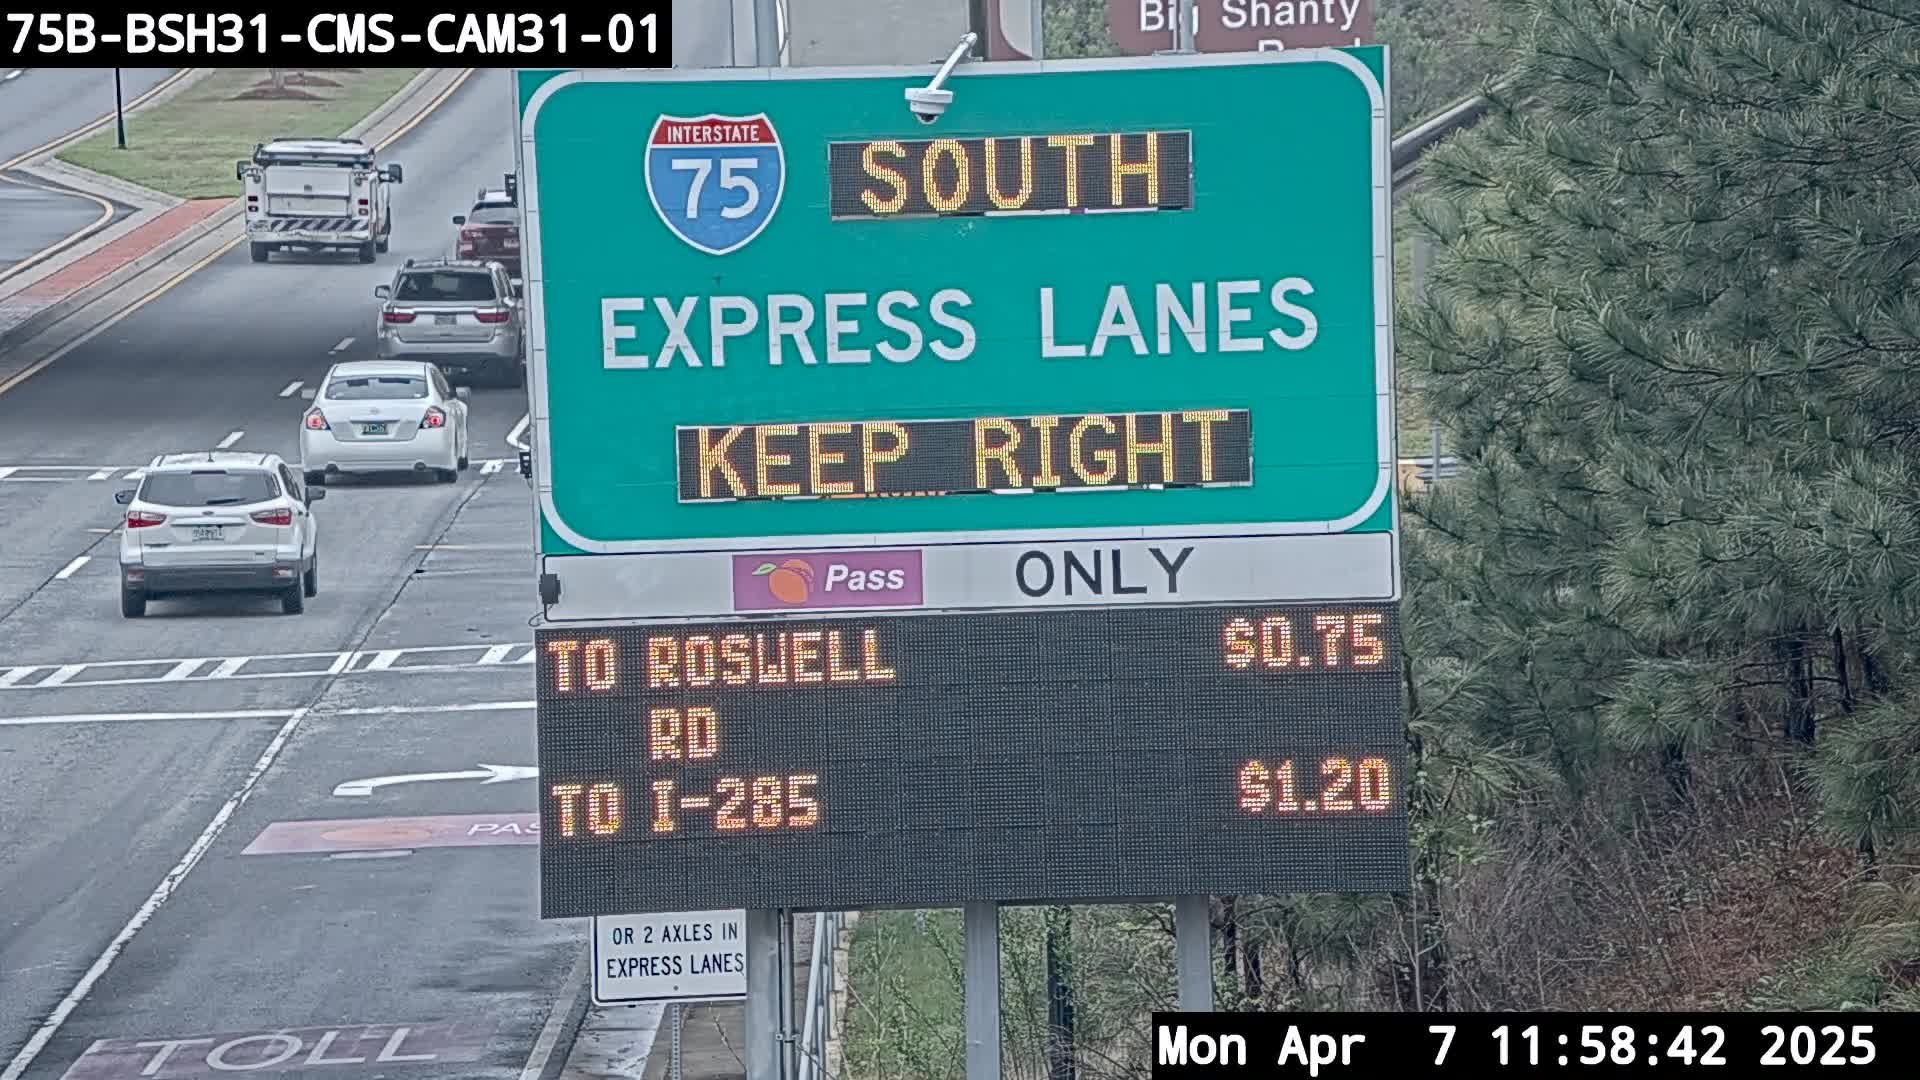 75B-BSH31-CMS-CAM31-01
Big Shanty
INTERSTATE
75
SOUTH
EXPRESS LANES
KEEP RIGHT
Pass
ONLY
TO ROSWELL $0.75
RD
TO I-285 $1.20
OR 2 AXLES IN
EXPRESS LANES
TOLL
Mon Apr 7 11:58:42 2025